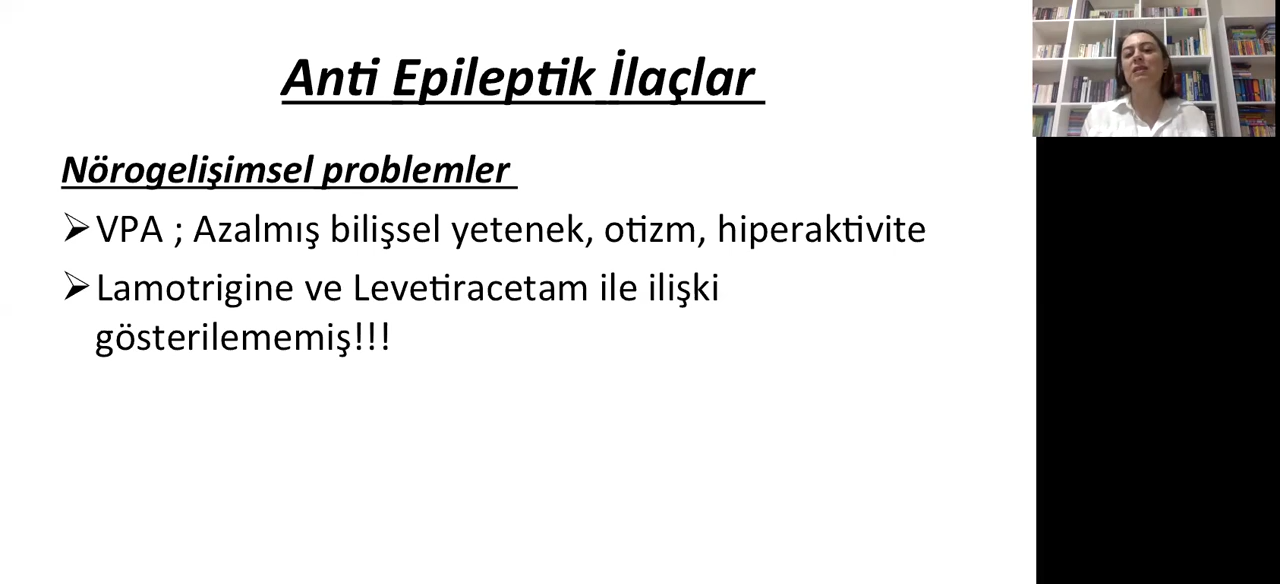 Anti Epileptik İlaçlar
Nörogelişimsel problemler
➢VPA ; Azalmış bilişsel yetenek, otizm, hiperaktivite
➢Lamotrigine ve Levetiracetam ile ilişki
gösterilememiş!!!